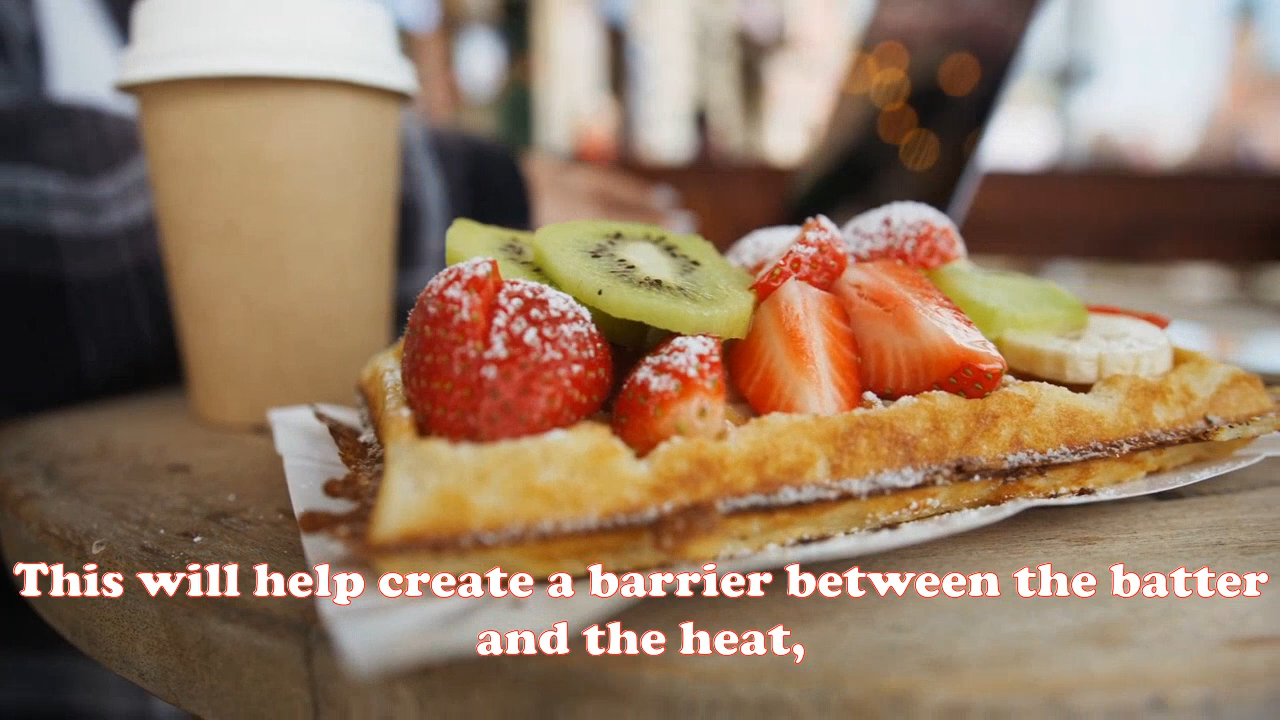 This will help create a barrier between the batter
and the heat,